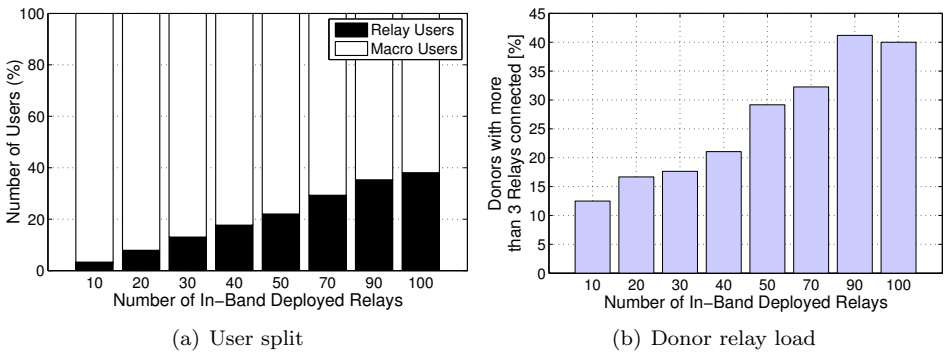 Number of Users (%)
100
80
60
40
20
0
Relay Users
Macro Users
10 20 30 40 50 70 90 100
Number of In-Band Deployed Relays
(a) User split
Donors with more
than 3 Relays connected [%]
45
40
35
30
25
20
15
10
5
0
10 20 30 40 50 70 90 100
Number of In-Band Deployed Relays
(b) Donor relay load